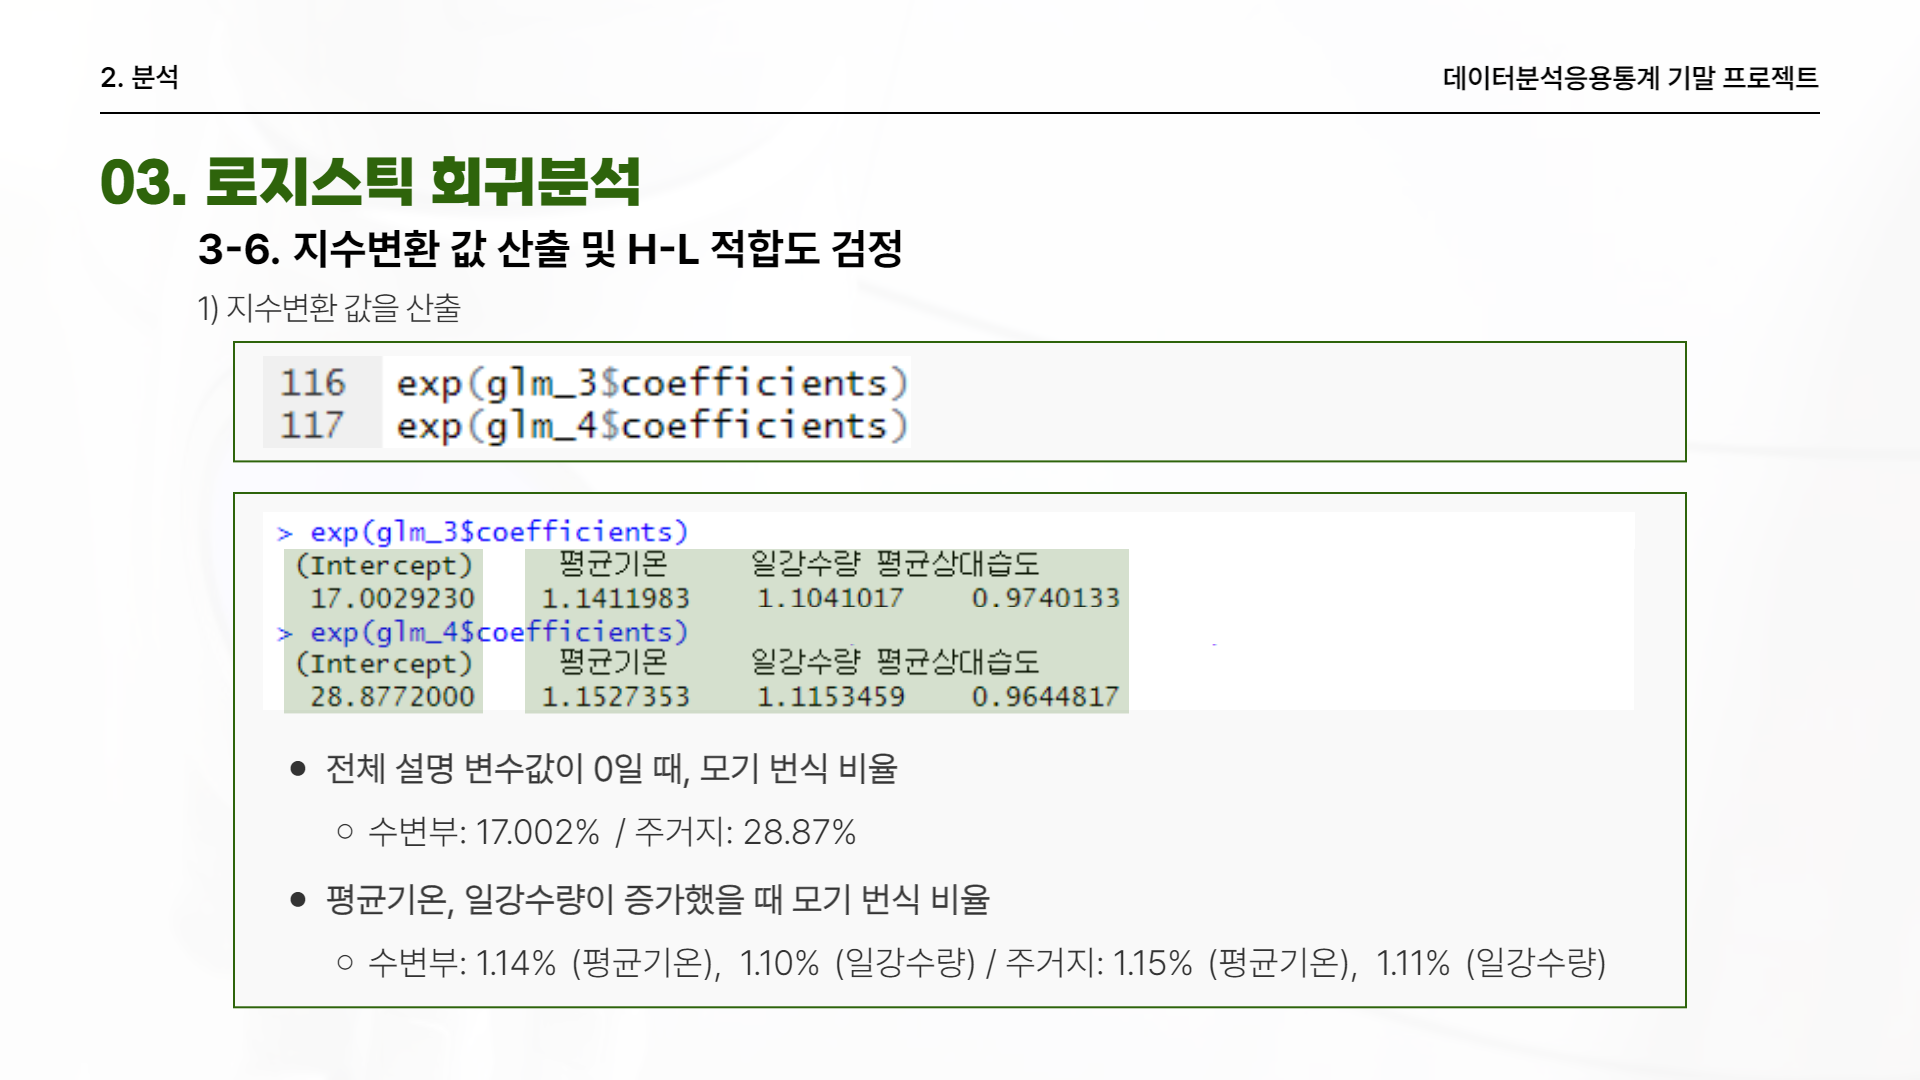 2. 분석
데이터분석응용통계 기말 프로젝트
03. 로지스틱 회귀분석
3-6. 지수변환 값 산출 및 H-L 적합도 검정
1) 지수변환 값을 산출
116 exp(glm_3$coefficients)
117 exp(glm_4$coefficients)
> exp(glm_3$coefficients)
(Intercept) 평균기온 일강수량 평균상대습도
17.0029230 1.1411983 1.1041017 0.9740133
> exp(glm_4$coefficients)
(Intercept) 평균기온 일강수량 평균상대습도
28.8772000 1.1527353 1.1153459 0.9644817
● 전체 설명 변수값이 0일 때, 모기 번식 비율
○ 수변부: 17.002% / 주거지: 28.87%
● 평균기온, 일강수량이 증가했을 때 모기 번식 비율
○ 수변부: 1.14% (평균기온), 1.10% (일강수량) / 주거지: 1.15% (평균기온), 1.11% (일강수량)